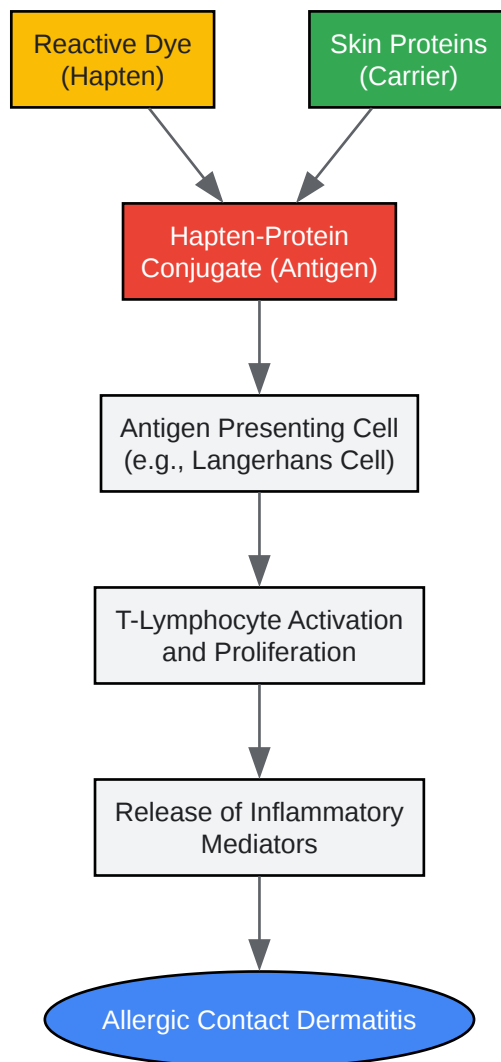 Reactive Dye
(Hapten)
Skin Proteins
(Carrier)
Hapten-Protein
Conjugate (Antigen)
Antigen Presenting Cell
(e.g., Langerhans Cell)
T-Lymphocyte Activation
and Proliferation
Release of Inflammatory
Mediators
Allergic Contact Dermatitis